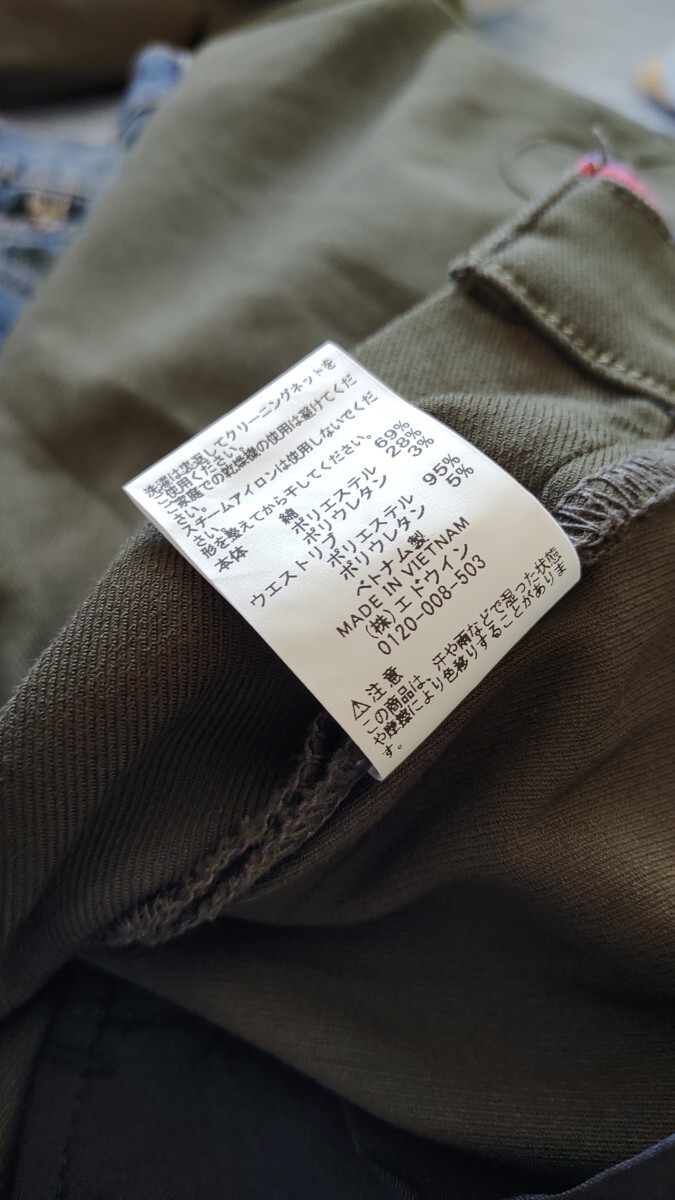 洗濯は裏返してクリーニングネットを
ご使用ください。
ご家庭での乾燥機の使用は避けてくだ
さい。
スチームアイロンは使用しないでくだ
さい。
形を整えてから干してください。
本体 綿 69%
ポリエステル 28%
ポリウレタン 3%
ウエストリブ ポリエステル 95%
ポリウレタン 5%
ベトナム製
MADE IN VIETNAM
(株)エドウイン
0120-008-503
⚠注意
この商品は、汗や雨などで湿った状態
や摩擦により色移りすることがありま
す。